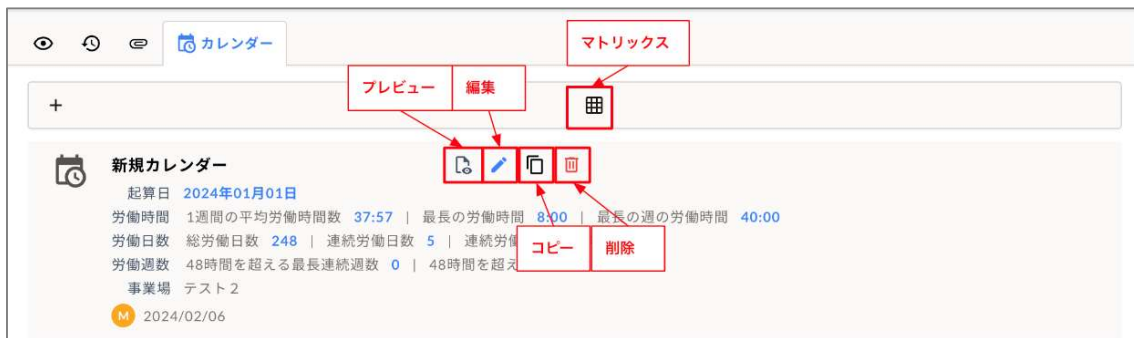 カレンダー
マトリックス
プレビュー 編集
+
新規カレンダー
起算日 2024年01月01日
労働時間 1週間の平均労働時間数 37:57 | 最長の労働時間 8:00 | 最長の週の労働時間 40:00
労働日数 総労働日数 248 | 連続労働日数 5 | 連続労働
コピー 削除
労働週数 48時間を超える最長連続週数 0 | 48時間を超え
事業場 テスト2
M 2024/02/06